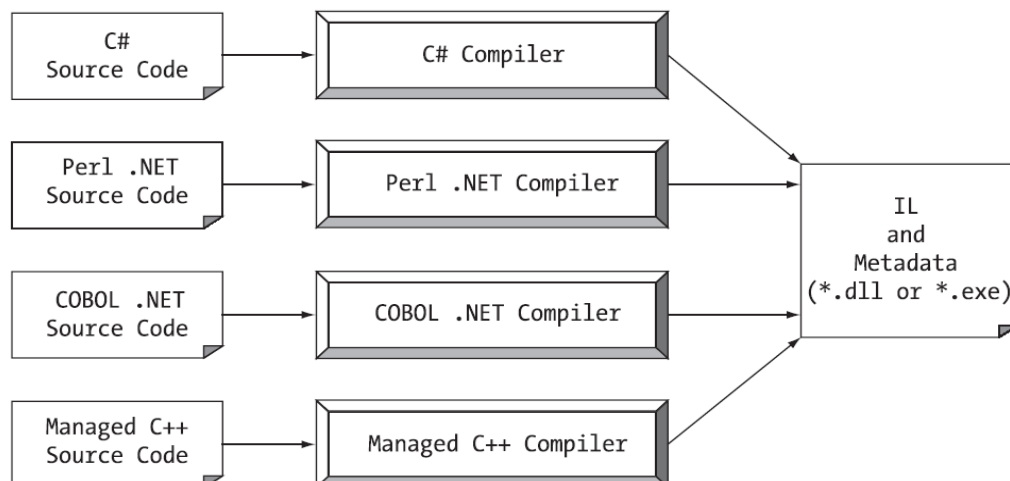 C#
Source Code
C# Compiler
Perl .NET
Source Code
Perl .NET Compiler
COBOL .NET
Source Code
COBOL .NET Compiler
Managed C++
Source Code
Managed C++ Compiler
IL
and
Metadata
(*.dll or *.exe)